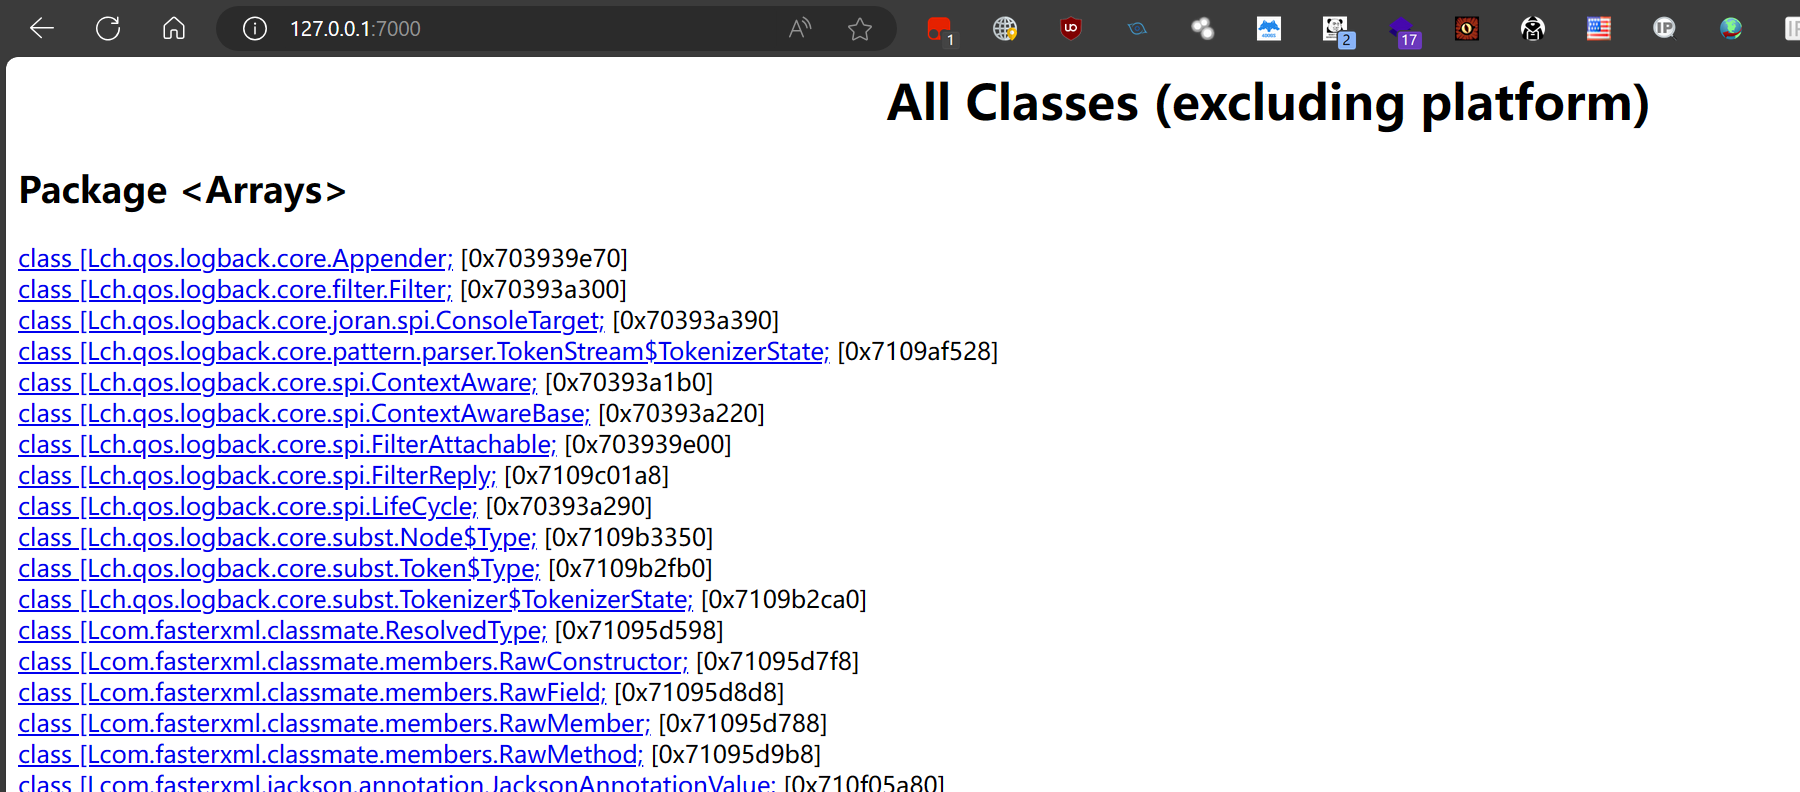 127.0.0.1:7000
1
2
17
IP
All Classes (excluding platform)
Package <Arrays>
class [Lch.qos.logback.core.Appender; [0x703939e70]
class [Lch.qos.logback.core.filter.Filter; [0x70393a300]
class [Lch.qos.logback.core.joran.spi.ConsoleTarget; [0x70393a390]
class [Lch.qos.logback.core.pattern.parser.TokenStream$TokenizerState; [0x7109af528]
class [Lch.qos.logback.core.spi.ContextAware; [0x70393a1b0]
class [Lch.qos.logback.core.spi.ContextAwareBase; [0x70393a220]
class [Lch.qos.logback.core.spi.FilterAttachable; [0x703939e00]
class [Lch.qos.logback.core.spi.FilterReply; [0x7109c01a8]
class [Lch.qos.logback.core.spi.LifeCycle; [0x70393a290]
class [Lch.qos.logback.core.subst.Node$Type; [0x7109b3350]
class [Lch.qos.logback.core.subst.Token$Type; [0x7109b2fb0]
class [Lch.qos.logback.core.subst.Tokenizer$TokenizerState; [0x7109b2ca0]
class [Lcom.fasterxml.classmate.ResolvedType; [0x71095d598]
class [Lcom.fasterxml.classmate.members.RawConstructor; [0x71095d7f8]
class [Lcom.fasterxml.classmate.members.RawField; [0x71095d8d8]
class [Lcom.fasterxml.classmate.members.RawMember; [0x71095d788]
class [Lcom.fasterxml.classmate.members.RawMethod; [0x71095d9b8]
class [Lcom.fasterxml.jackson.annotation.JacksonAnnotationValue; [0x710f05a80]